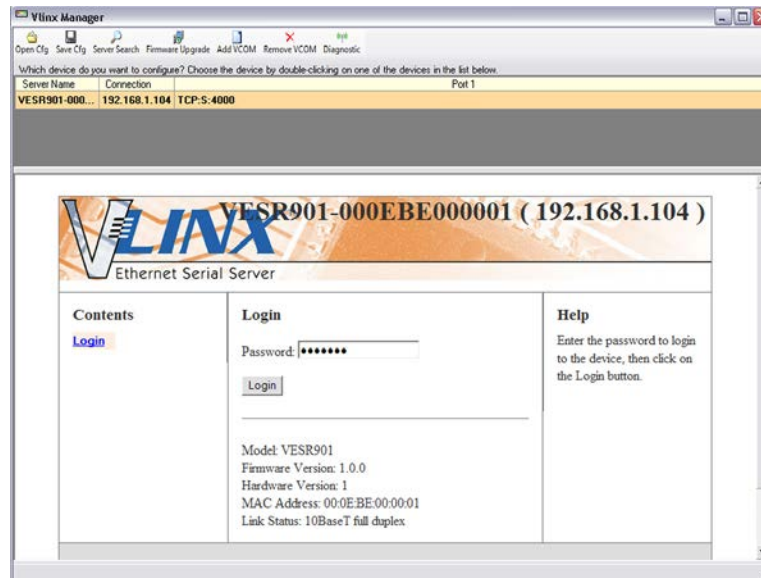 Vlinx Manager
Open Cfg Save Cfg Server Search Firmware Upgrade Add VCOM Remove VCOM Diagnostic
Which device do you want to configure? Choose the device by double-clicking on one of the devices in the list below.
Server Name Connection Port 1
VESR901-000... 192.168.1.104 TCP:S:4000
VLINX
VESR901-000EBE000001 ( 192.168.1.104 )
Ethernet Serial Server
Contents
Login
Login
Password: •••••••
Login
Model: VESR901
Firmware Version: 1.0.0
Hardware Version: 1
MAC Address: 00:0E:BE:00:00:01
Link Status: 10BaseT full duplex
Help
Enter the password to login
to the device, then click on
the Login button.